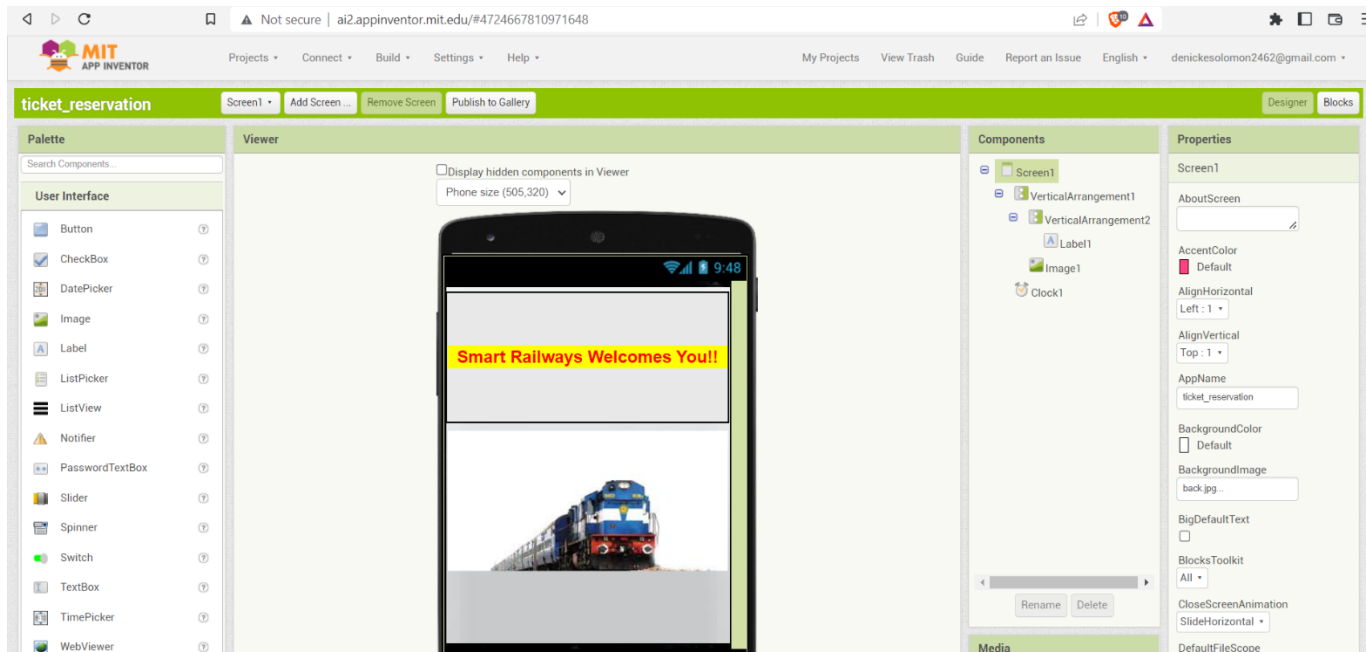 Not secure | ai2.appinventor.mit.edu/#4724667810971648
10
MIT
APP INVENTOR
Projects
Connect
Build
Settings
Help
My Projects
View Trash
Guide
Report an Issue
English
denickesolomon2462@gmail.com
ticket_reservation
Screen1
Add Screen ...
Remove Screen
Publish to Gallery
Designer
Blocks
Palette
Search Components...
User Interface
Button
CheckBox
DatePicker
Image
Label
ListPicker
ListView
Notifier
PasswordTextBox
Slider
Spinner
Switch
TextBox
TimePicker
WebViewer
Viewer
Display hidden components in Viewer
Phone size (505,320)
9:48
Smart Railways Welcomes You!!
Components
Screen1
VerticalArrangement1
VerticalArrangement2
Label1
Image1
Clock1
Rename
Delete
Media
Properties
Screen1
AboutScreen
AccentColor
Default
AlignHorizontal
Left : 1
AlignVertical
Top : 1
AppName
ticket_reservation
BackgroundColor
Default
BackgroundImage
back.jpg...
BigDefaultText
BlocksToolkit
All
CloseScreenAnimation
SlideHorizontal
DefaultFileScope